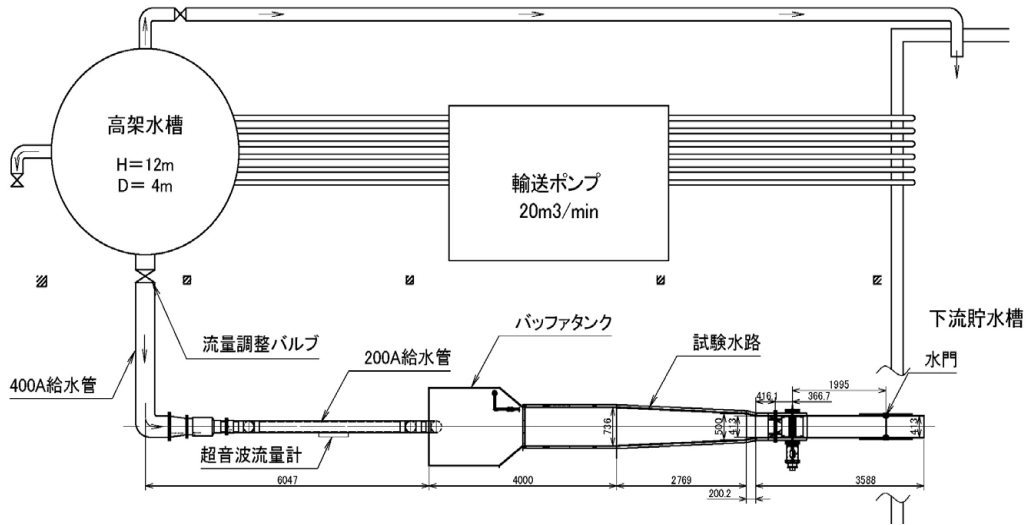 高架水槽
H=12m
D= 4m
輸送ポンプ
20m3/min
流量調整バルブ
バッファタンク
下流貯水槽
400A給水管
200A給水管
試験水路
水門
超音波流量計
1995
416.1
366.7
736
500
413
413
6047
4000
2769
200.2
3588